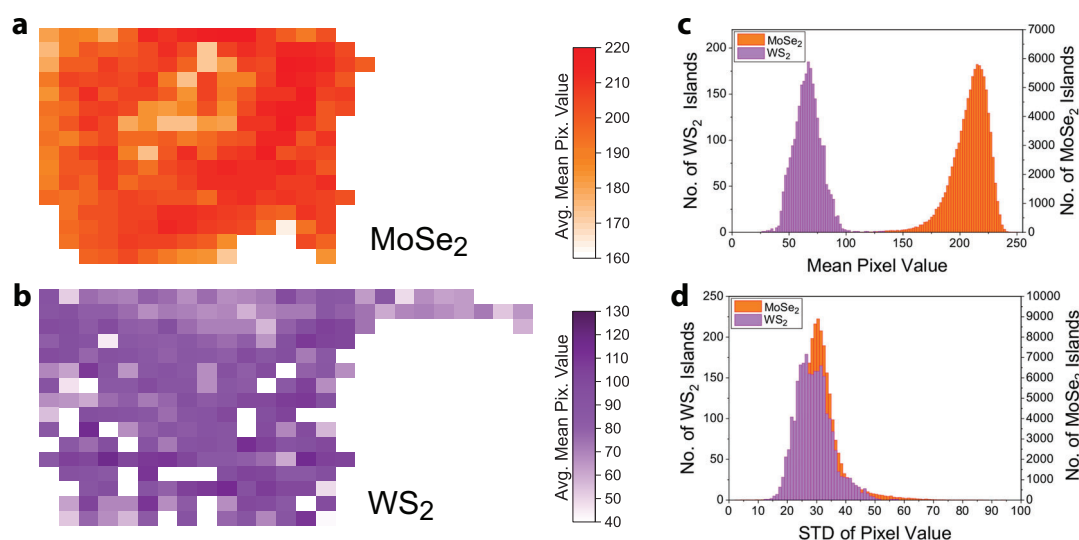 a
MoSe2
Avg. Mean Pix. Value
220
210
200
190
180
170
160
b
WS2
Avg. Mean Pix. Value
130
120
110
100
90
80
70
60
50
40
c
MoSe2
WS2
No. of WS2 Islands
200
150
100
50
0
7000
6000
5000
4000
3000
2000
1000
0
No. of MoSe2 Islands
0 50 100 150 200 250
Mean Pixel Value
d
MoSe2
WS2
No. of WS2 Islands
250
200
150
100
50
0
10000
9000
8000
7000
6000
5000
4000
3000
2000
1000
0
No. of MoSe2 Islands
0 10 20 30 40 50 60 70 80 90 100
STD of Pixel Value